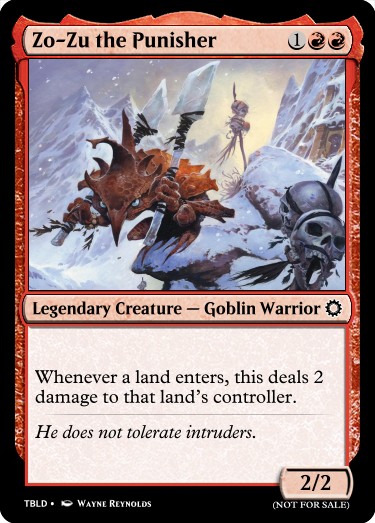 Zo-Zu the Punisher 1
Legendary Creature — Goblin Warrior
Whenever a land enters, this deals 2
damage to that land's controller.
He does not tolerate intruders.
2/2
TBLD • Wayne Reynolds
(NOT FOR SALE)